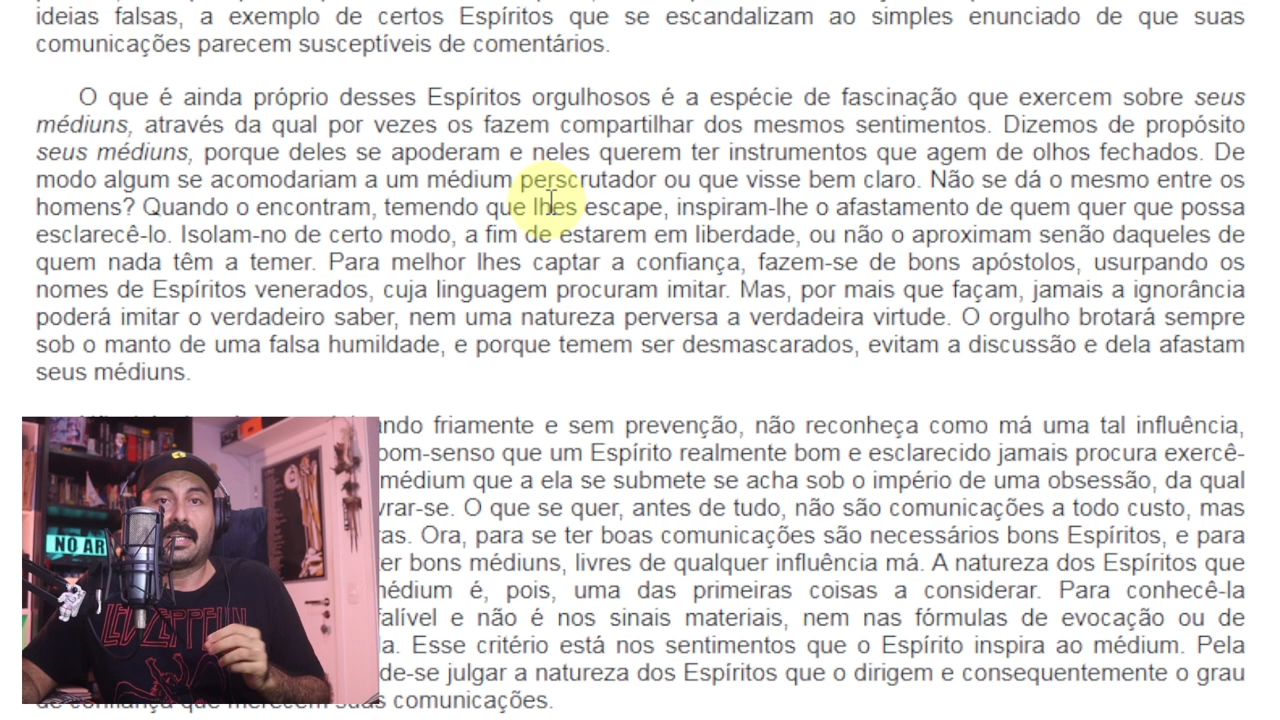 ideias falsas, a exemplo de certos Espíritos que se escandalizam ao simples enunciado de que suas
comunicações parecem susceptíveis de comentários.
O que é ainda próprio desses Espíritos orgulhosos é a espécie de fascinação que exercem sobre seus
médiuns, através da qual por vezes os fazem compartilhar dos mesmos sentimentos. Dizemos de propósito
seus médiuns, porque deles se apoderam e neles querem ter instrumentos que agem de olhos fechados. De
modo algum se acomodariam a um médium perscrutador ou que visse bem claro. Não se dá o mesmo entre os
homens? Quando o encontram, temendo que lhes escape, inspiram-lhe o afastamento de quem quer que possa
esclarecê-lo. Isolam-no de certo modo, a fim de estarem em liberdade, ou não o aproximam senão daqueles de
quem nada têm a temer. Para melhor lhes captar a confiança, fazem-se de bons apóstolos, usurpando os
nomes de Espíritos venerados, cuja linguagem procuram imitar. Mas, por mais que façam, jamais a ignorância
poderá imitar o verdadeiro saber, nem uma natureza perversa a verdadeira virtude. O orgulho brotará sempre
sob o manto de uma falsa humildade, e porque temem ser desmascarados, evitam a discussão e dela afastam
seus médiuns.
friamente e sem prevenção, não reconheça como má uma tal influência,
bom-senso que um Espírito realmente bom e esclarecido jamais procura exercê-
médium que a ela se submete se acha sob o império de uma obsessão, da qual
vrar-se. O que se quer, antes de tudo, não são comunicações a todo custo, mas
ras. Ora, para se ter boas comunicações são necessários bons Espíritos, e para
ter bons médiuns, livres de qualquer influência má. A natureza dos Espíritos que
médium é, pois, uma das primeiras coisas a considerar. Para conhecê-la
falível e não é nos sinais materiais, nem nas fórmulas de evocação ou de
la. Esse critério está nos sentimentos que o Espírito inspira ao médium. Pela
de-se julgar a natureza dos Espíritos que o dirigem e consequentemente o grau
de confiança que merecem suas comunicações.
NO AR
LED ZEPPELIN